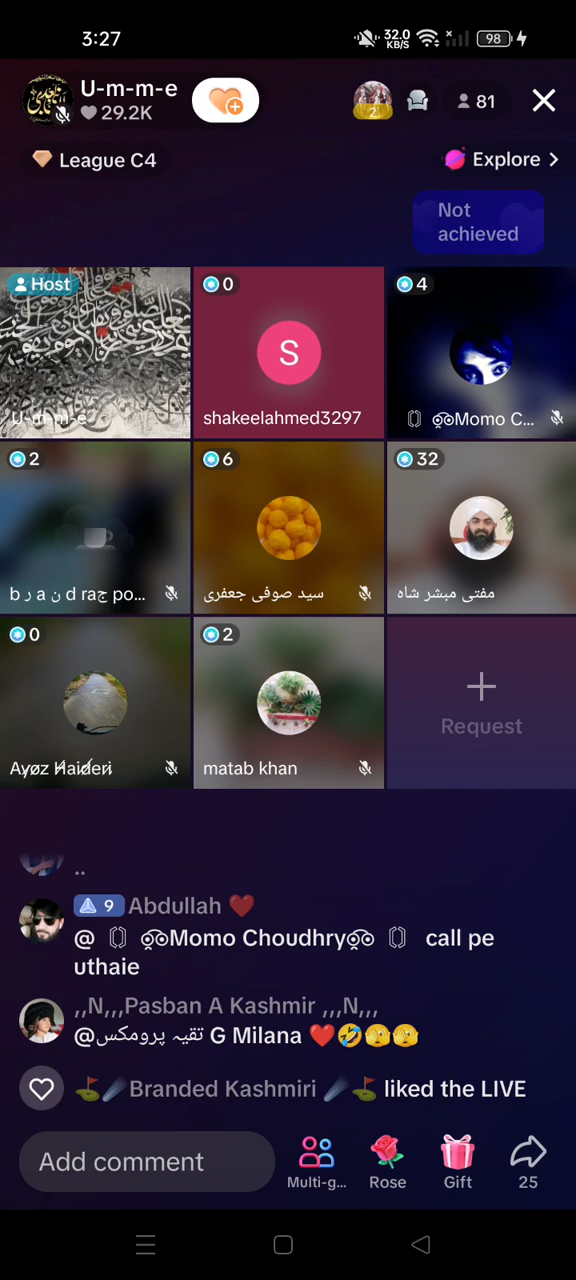 3:27
32.0
KB/S
98
U-m-m-e
29.2K
2
81
League C4
Explore
Not
achieved
Host
U-m-m-e
0
shakeelahmed3297
4
Momo C...
2
b ر a ن d raج po...
6
سید صوفی جعفری
32
مفتی مبشر شاہ
0
Ayøz Haideri
2
matab khan
Request
..
9 Abdullah ❤️
@ 〔〕 Momo Choudhry 〔〕 call pe
uthaie
,,N,,,Pasban A Kashmir ,,,N,,,
@تقیہ پرومکس G Milana ❤️🤣🫣🫣
⛳☄️Branded Kashmiri ☄️⛳ liked the LIVE
Add comment
Multi-g...
Rose
Gift
25